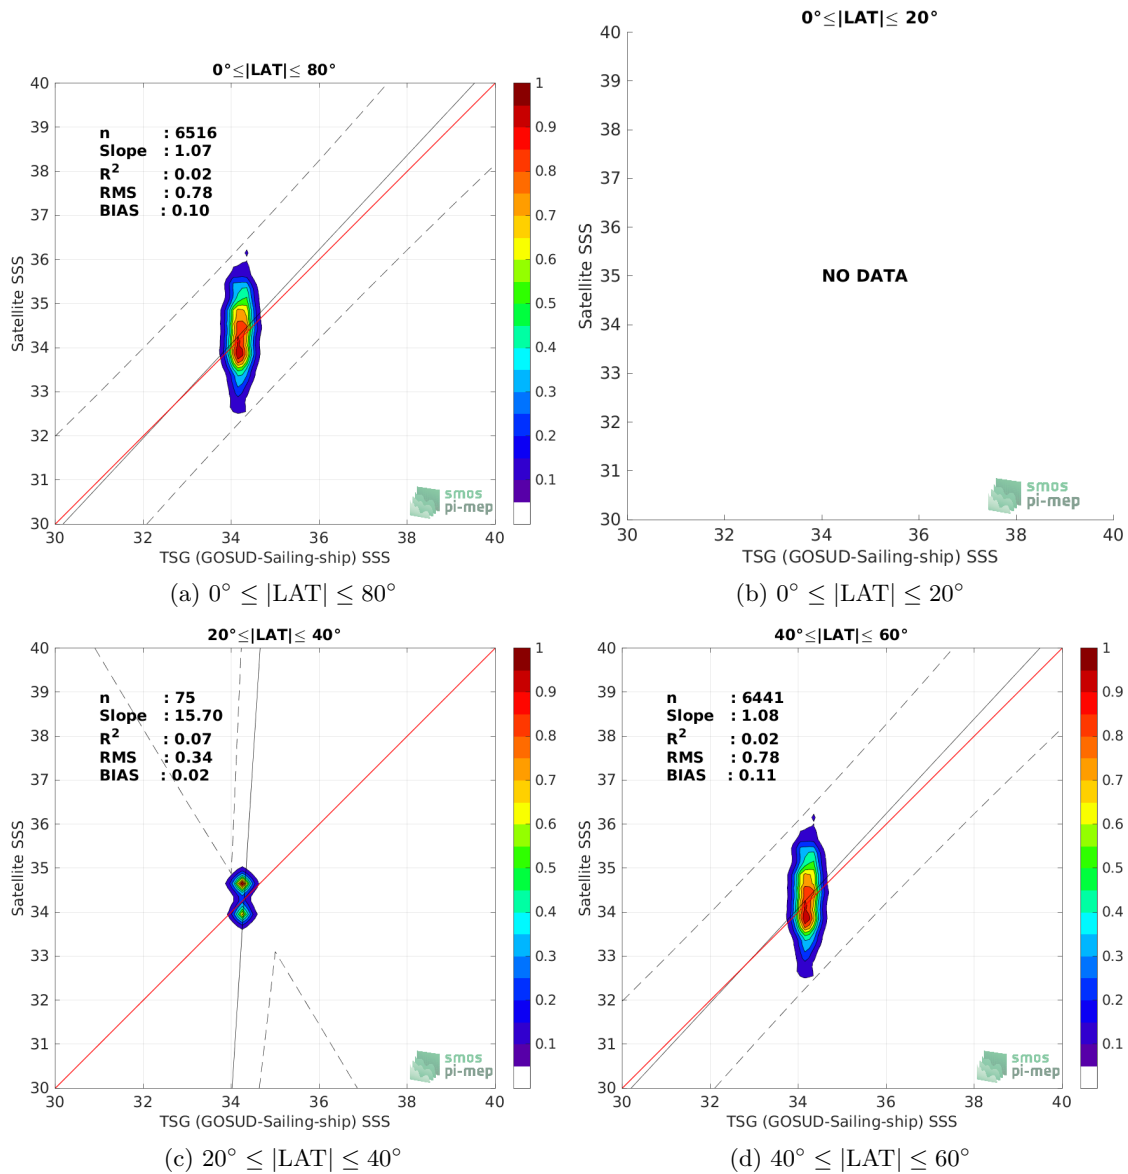 0°≤|LAT|≤ 80°
40
39
38
37
36
35
34
33
32
31
30
Satellite SSS
n : 6516
Slope : 1.07
R² : 0.02
RMS : 0.78
BIAS : 0.10
smos
pi-mep
30 32 34 36 38 40
TSG (GOSUD-Sailing-ship) SSS
1
0.9
0.8
0.7
0.6
0.5
0.4
0.3
0.2
0.1
(a) 0° ≤ |LAT| ≤ 80°
0°≤|LAT|≤ 20°
40
39
38
37
36
35
34
33
32
31
30
Satellite SSS
NO DATA
smos
pi-mep
30 32 34 36 38 40
TSG (GOSUD-Sailing-ship) SSS
(b) 0° ≤ |LAT| ≤ 20°
20°≤|LAT|≤ 40°
40
39
38
37
36
35
34
33
32
31
30
Satellite SSS
n : 75
Slope : 15.70
R² : 0.07
RMS : 0.34
BIAS : 0.02
smos
pi-mep
30 32 34 36 38 40
TSG (GOSUD-Sailing-ship) SSS
1
0.9
0.8
0.7
0.6
0.5
0.4
0.3
0.2
0.1
(c) 20° ≤ |LAT| ≤ 40°
40°≤|LAT|≤ 60°
40
39
38
37
36
35
34
33
32
31
30
Satellite SSS
n : 6441
Slope : 1.08
R² : 0.02
RMS : 0.78
BIAS : 0.11
smos
pi-mep
30 32 34 36 38 40
TSG (GOSUD-Sailing-ship) SSS
1
0.9
0.8
0.7
0.6
0.5
0.4
0.3
0.2
0.1
(d) 40° ≤ |LAT| ≤ 60°